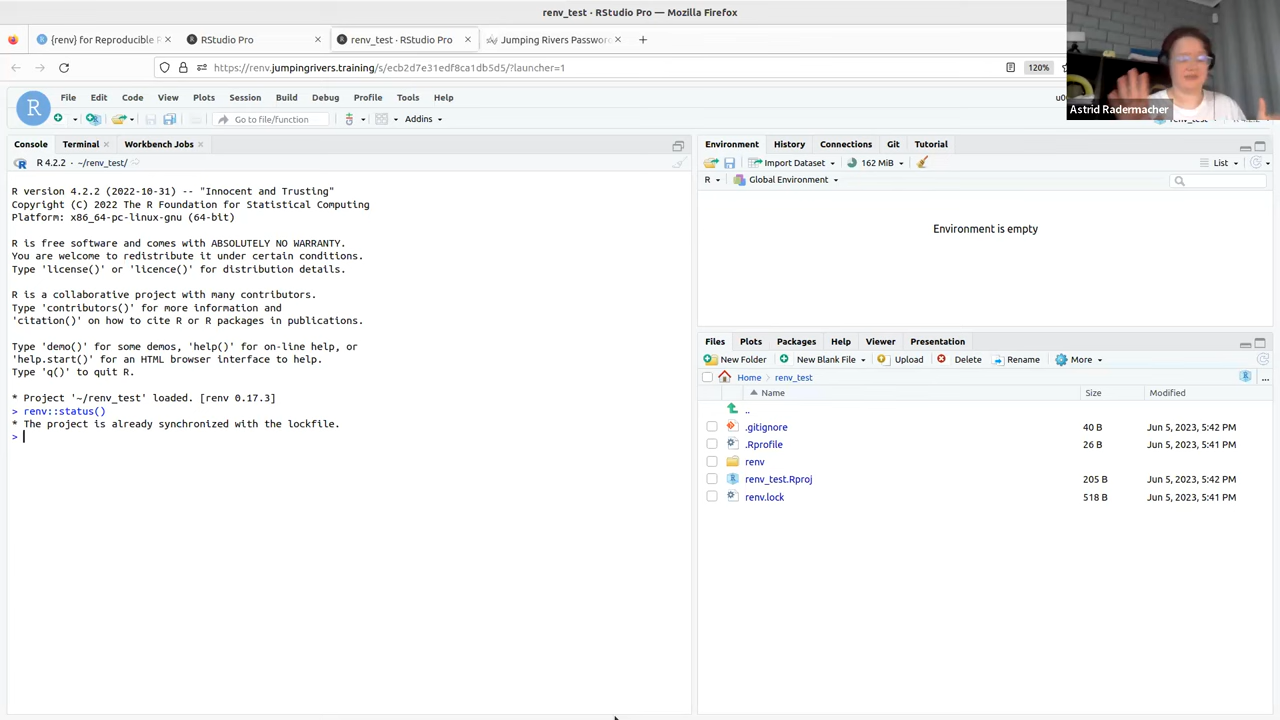 renv_test - RStudio Pro — Mozilla Firefox
{renv} for Reproducible R
RStudio Pro
renv_test · RStudio Pro
Jumping Rivers Passwor
https://renv.jumpingrivers.training/s/ecb2d7e31edf8ca1db5d5/?launcher=1
120%
Astrid Radermacher
R
File Edit Code View Plots Session Build Debug Profile Tools Help
Go to file/function
Addins
Console Terminal Workbench Jobs
R 4.2.2 · ~/renv_test/
R version 4.2.2 (2022-10-31) -- "Innocent and Trusting"
Copyright (C) 2022 The R Foundation for Statistical Computing
Platform: x86_64-pc-linux-gnu (64-bit)
R is free software and comes with ABSOLUTELY NO WARRANTY.
You are welcome to redistribute it under certain conditions.
Type 'license()' or 'licence()' for distribution details.
R is a collaborative project with many contributors.
Type 'contributors()' for more information and
'citation()' on how to cite R or R packages in publications.
Type 'demo()' for some demos, 'help()' for on-line help, or
'help.start()' for an HTML browser interface to help.
Type 'q()' to quit R.
* Project '~/renv_test' loaded. [renv 0.17.3]
> renv::status()
* The project is already synchronized with the lockfile.
>
Environment History Connections Git Tutorial
Import Dataset 162 MiB List
R Global Environment
Environment is empty
Files Plots Packages Help Viewer Presentation
New Folder New Blank File Upload Delete Rename More
Home renv_test ...
Name Size Modified
..
.gitignore 40 B Jun 5, 2023, 5:42 PM
.Rprofile 26 B Jun 5, 2023, 5:41 PM
renv
renv_test.Rproj 205 B Jun 5, 2023, 5:42 PM
renv.lock 518 B Jun 5, 2023, 5:41 PM